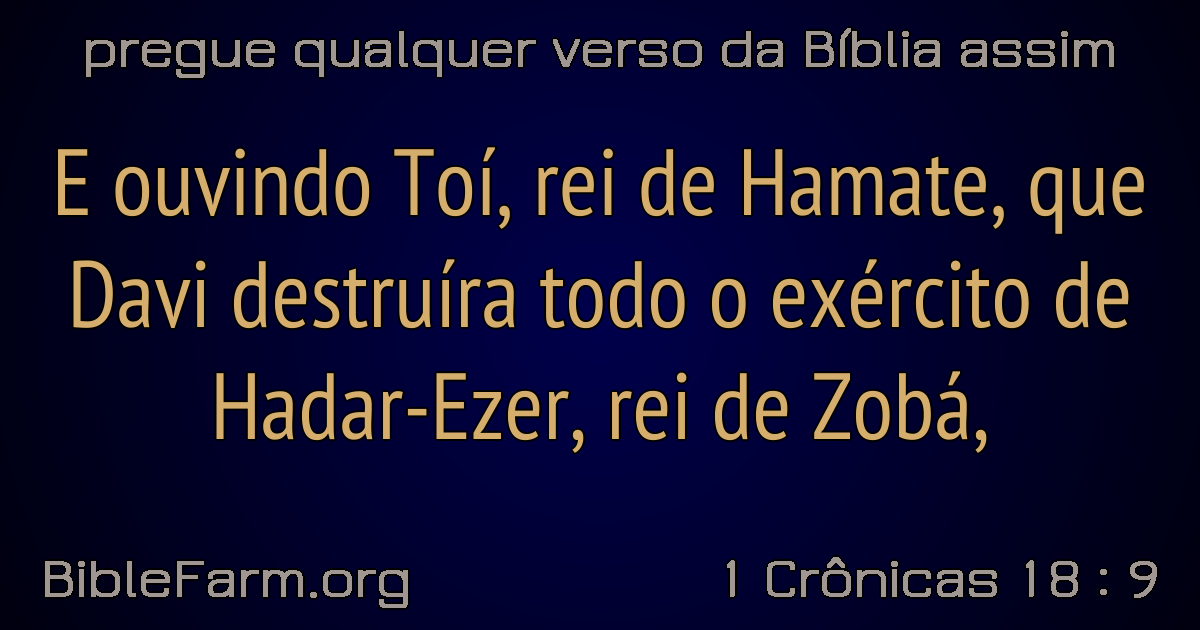 pregue qualquer verso da Bíblia assim
E ouvindo Toí, rei de Hamate, que
Davi destruíra todo o exército de
Hadar-Ezer, rei de Zobá,
BibleFarm.org
1 Crônicas 18 : 9